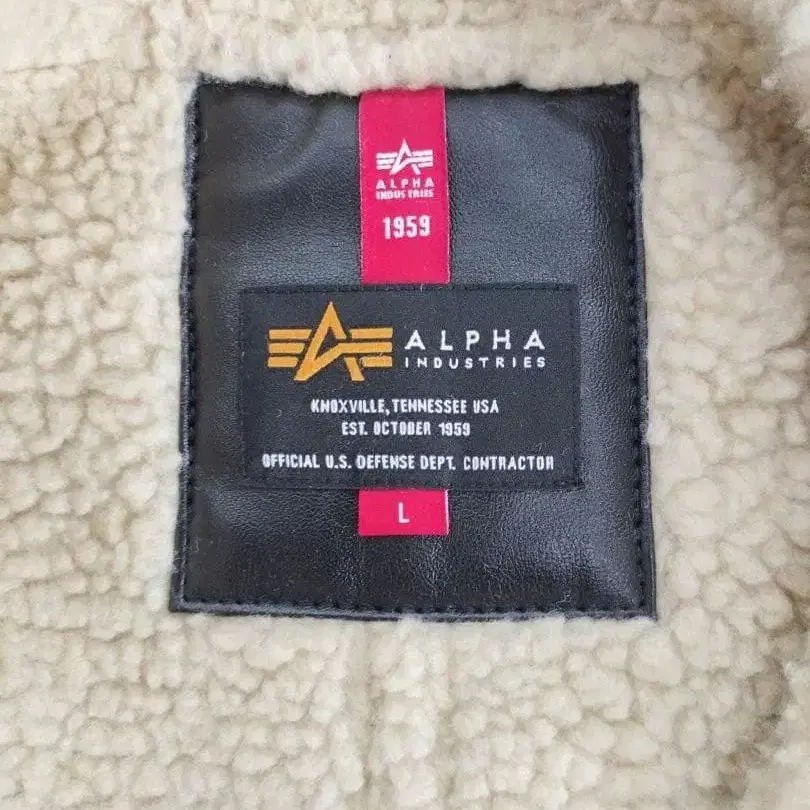 ALPHA
INDUSTRIES
1959
ALPHA
INDUSTRIES
KNOXVILLE, TENNESSEE USA
EST. OCTOBER 1959
OFFICIAL U.S. DEFENSE DEPT. CONTRACTOR
L